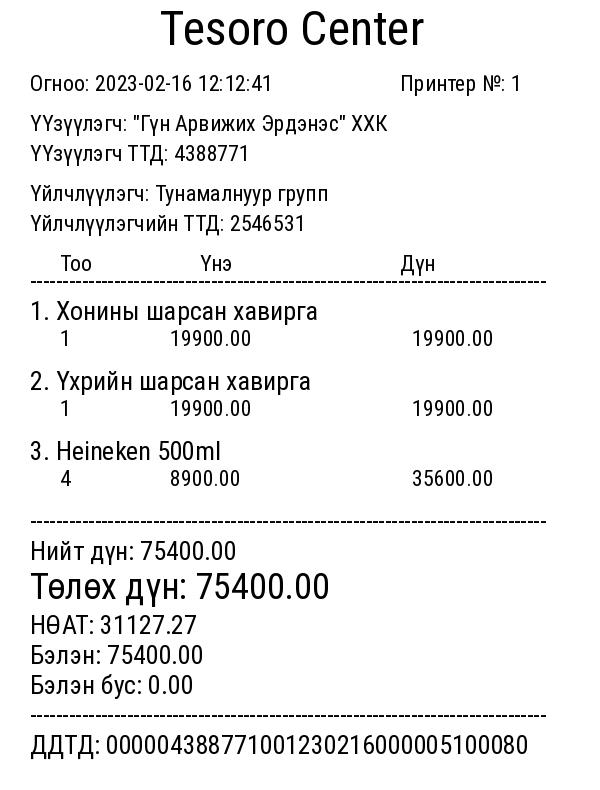 Tesoro Center
Огноо: 2023-02-16 12:12:41 Принтер №: 1
ҮҮзүүлэгч: "Гүн Арвижих Эрдэнэс" ХХК
ҮҮзүүлэгч ТТД: 4388771
Үйлчлүүлэгч: Тунамалнуур групп
Үйлчлүүлэгчийн ТТД: 2546531
Тоо Үнэ Дүн
--------------------------------------------------------------------------------
1. Хонины шарсан хавирга
1 19900.00 19900.00
2. Үхрийн шарсан хавирга
1 19900.00 19900.00
3. Heineken 500ml
4 8900.00 35600.00
--------------------------------------------------------------------------------
Нийт дүн: 75400.00
Төлөх дүн: 75400.00
НӨАТ: 31127.27
Бэлэн: 75400.00
Бэлэн бус: 0.00
--------------------------------------------------------------------------------
ДДТД: 000004388771001230216000005100080